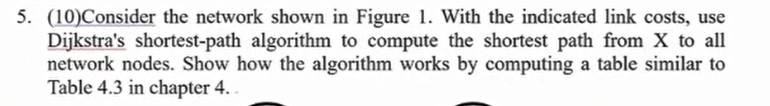 5. (10)Consider the network shown in Figure 1. With the indicated link costs, use
Dijkstra's shortest-path algorithm to compute the shortest path from X to all
network nodes. Show how the algorithm works by computing a table similar to
Table 4.3 in chapter 4.